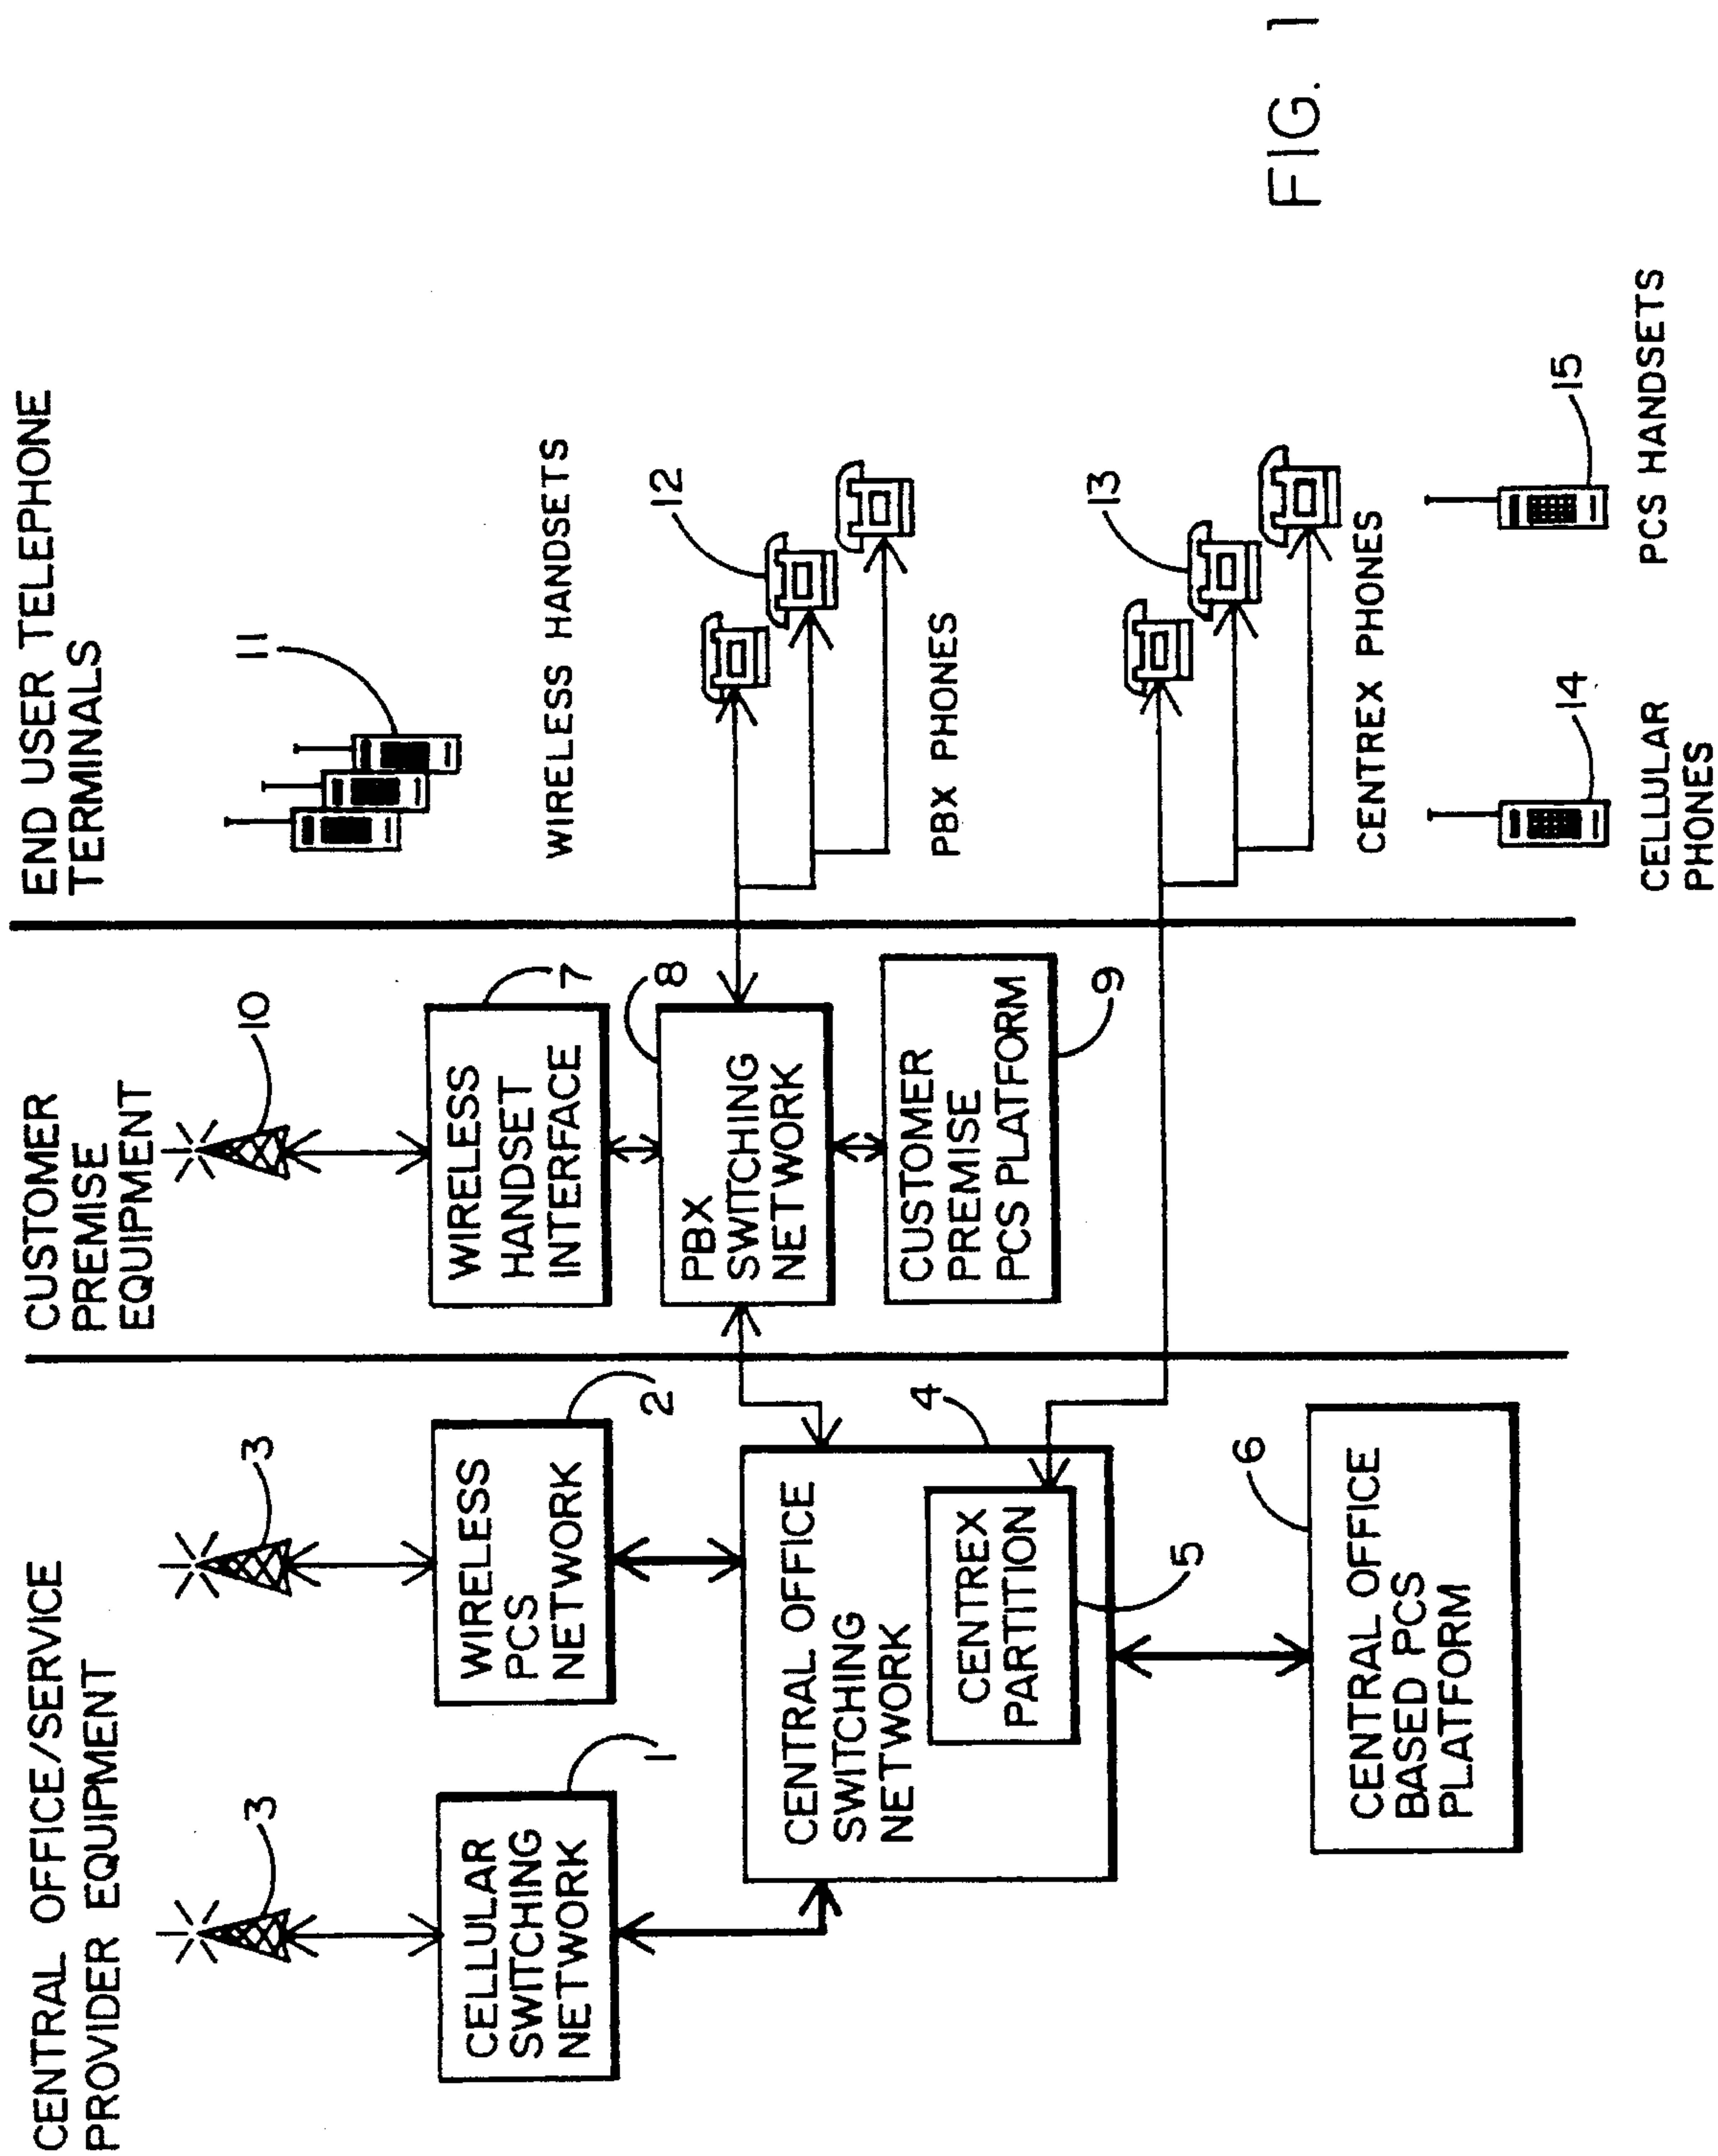 CENTRAL OFFICE/SERVICE
PROVIDER EQUIPMENT
3
3
CELLULAR
SWITCHING
NETWORK
1
WIRELESS
PCS
NETWORK
2
CENTRAL OFFICE
SWITCHING
NETWORK
4
CENTREX
PARTITION
5
CENTRAL OFFICE
BASED PCS
PLATFORM
6
CUSTOMER
PREMISE
EQUIPMENT
10
WIRELESS
HANDSET
INTERFACE
7
PBX
SWITCHING
NETWORK
8
CUSTOMER
PREMISE
PCS PLATFORM
9
END USER TELEPHONE
TERMINALS
11
WIRELESS HANDSETS
12
PBX PHONES
13
CENTREX PHONES
14
CELLULAR
PHONES
15
PCS HANDSETS
FIG. 1